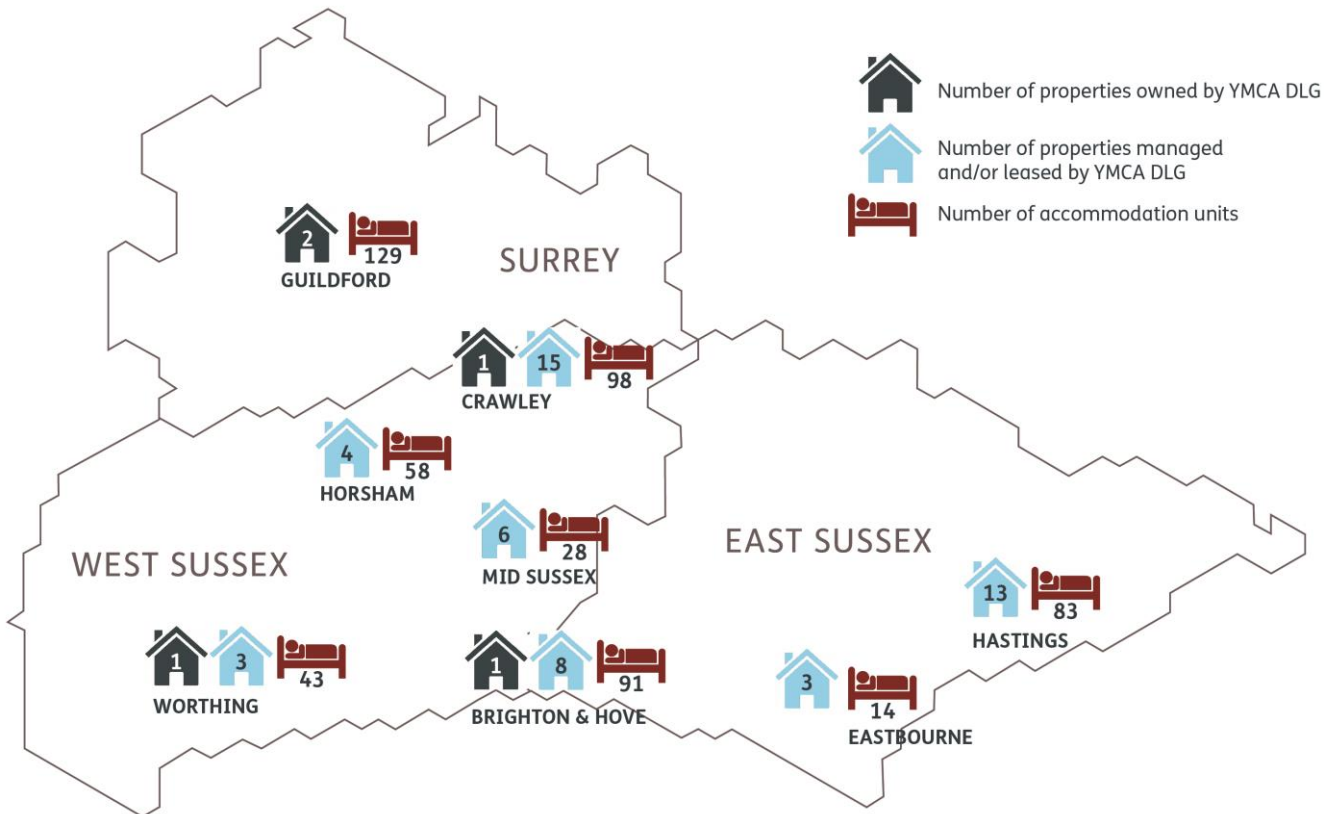 Number of properties owned by YMCA DLG
Number of properties managed
and/or leased by YMCA DLG
Number of accommodation units
2
129
GUILDFORD
SURREY
1
15
98
CRAWLEY
4
58
HORSHAM
6
28
MID SUSSEX
WEST SUSSEX
EAST SUSSEX
13
83
HASTINGS
1
3
43
WORTHING
1
8
91
BRIGHTON & HOVE
3
14
EASTBOURNE